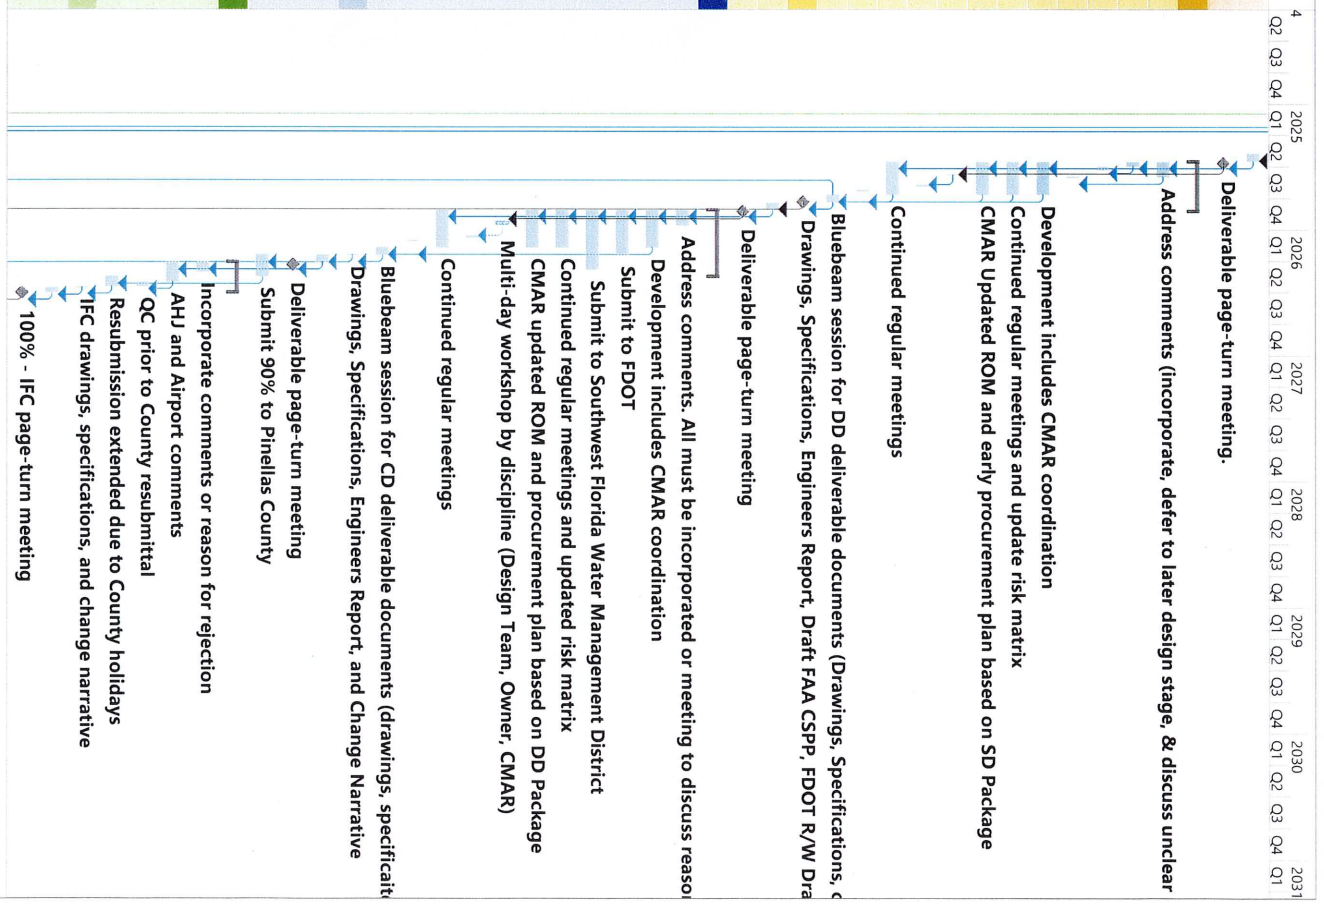 4 2025 2026 2027 2028 2029 2030 2031
Q2 Q3 Q4 Q1 Q2 Q3 Q4 Q1 Q2 Q3 Q4 Q1 Q2 Q3 Q4 Q1 Q2 Q3 Q4 Q1 Q2 Q3 Q4 Q1 Q2 Q3 Q4 Q1
Deliverable page-turn meeting.
Address comments (incorporate, defer to later design stage, & discuss unclear
Development includes CMAR coordination
Continued regular meetings and update risk matrix
CMAR Updated ROM and early procurement plan based on SD Package
Continued regular meetings
Bluebeam session for DD deliverable documents (Drawings, Specifications,
Drawings, Specifications, Engineers Report, Draft FAA CSPP, FDOT R/W Dra
Deliverable page-turn meeting
Address comments. All must be incorporated or meeting to discuss reaso
Development includes CMAR coordination
Submit to FDOT
Submit to Southwest Florida Water Management District
Continued regular meetings and updated risk matrix
CMAR updated ROM and procurement plan based on DD Package
Multi-day workshop by discipline (Design Team, Owner, CMAR)
Continued regular meetings
Bluebeam session for CD deliverable documents (drawings, specificaito
Drawings, Specifications, Engineers Report, and Change Narrative
Deliverable page-turn meeting
Submit 90% to Pinellas County
Incorporate comments or reason for rejection
AHJ and Airport comments
QC prior to County resubmittal
Resubmission extended due to County holidays
IFC drawings, specifications, and change narrative
100% - IFC page-turn meeting